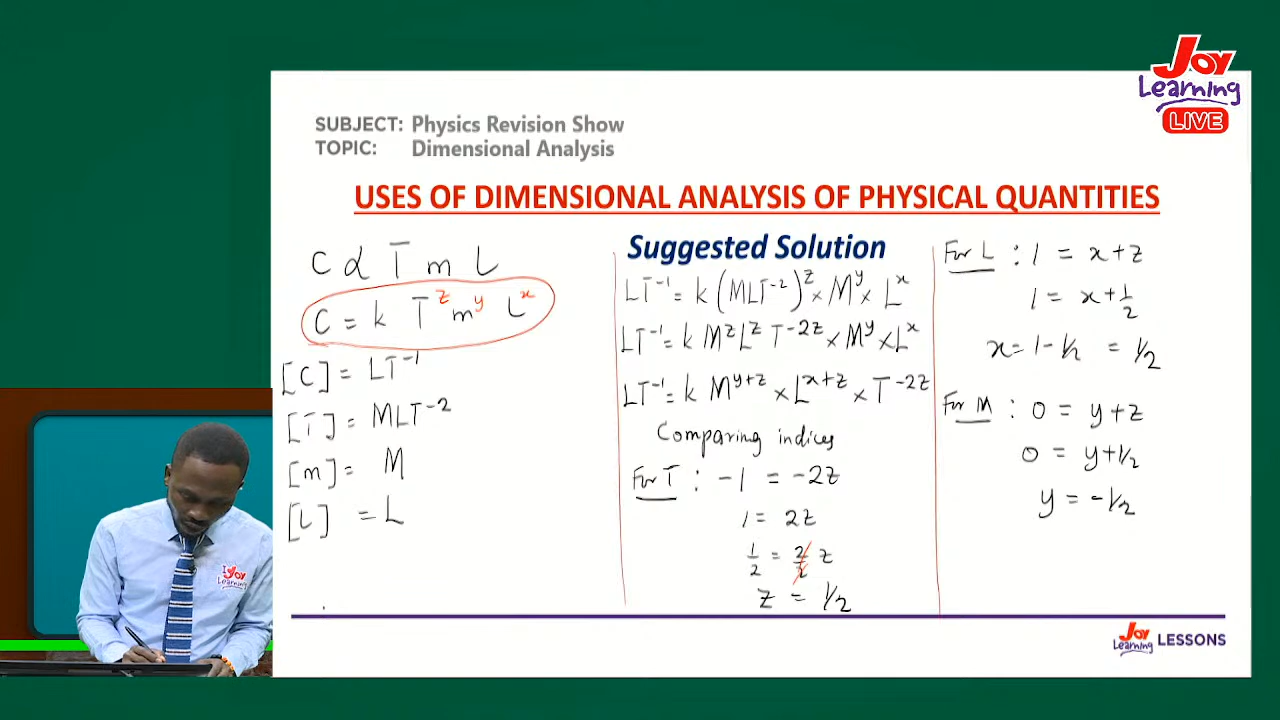 Joy
Learning
LIVE
SUBJECT: Physics Revision Show
TOPIC: Dimensional Analysis
USES OF DIMENSIONAL ANALYSIS OF PHYSICAL QUANTITIES
C ∝ T m L
C = k T^z m^y L^x
[C] = LT^-1
[T] = MLT^-2
[m] = M
[L] = L
Suggested Solution
LT^-1 = k (MLT^-2)^z × M^y × L^x
LT^-1 = k M^z L^z T^-2z × M^y × L^x
LT^-1 = k M^y+z × L^x+z × T^-2z
Comparing indices
For T : -1 = -2z
1 = 2z
1/2 = 2/2 z
z = 1/2
For L : 1 = x+z
1 = x+1/2
x = 1-1/2 = 1/2
For M : 0 = y+z
0 = y+1/2
y = -1/2
Joy
Learning
Joy Learning LESSONS